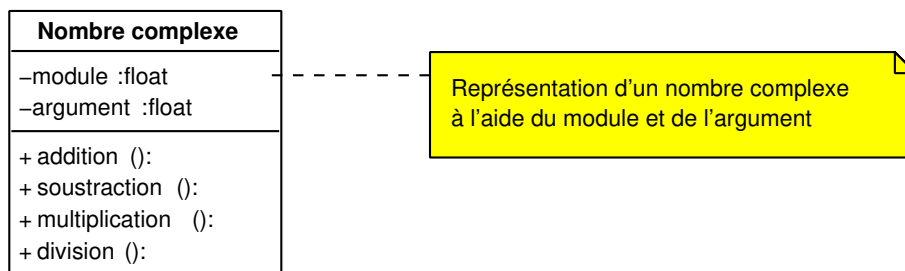 Nombre complexe
−module :float
−argument :float
+ addition ():
+ soustraction ():
+ multiplication ():
+ division ():
Représentation d'un nombre complexe
à l'aide du module et de l'argument